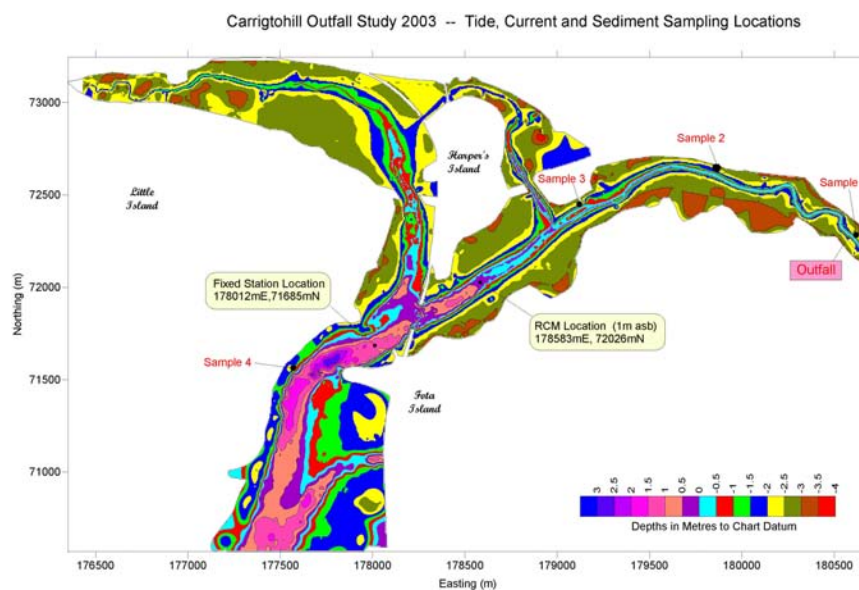 Carrigtohill Outfall Study 2003 -- Tide, Current and Sediment Sampling Locations
73000
72500
72000
71500
71000
Northing (m)
Little
Island
Harper's
Island
Sample 2
Sample 3
Sample
Outfall
Fixed Station Location
178012mE,71685mN
RCM Location (1m asb)
178583mE, 72026mN
Sample 4
Fota
Island
3
2.5
2
1.5
1
0.5
0
-0.5
-1
-1.5
-2
-2.5
-3
-3.5
-4
Depths in Metres to Chart Datum
176500
177000
177500
178000
178500
179000
179500
180000
180500
Easting (m)